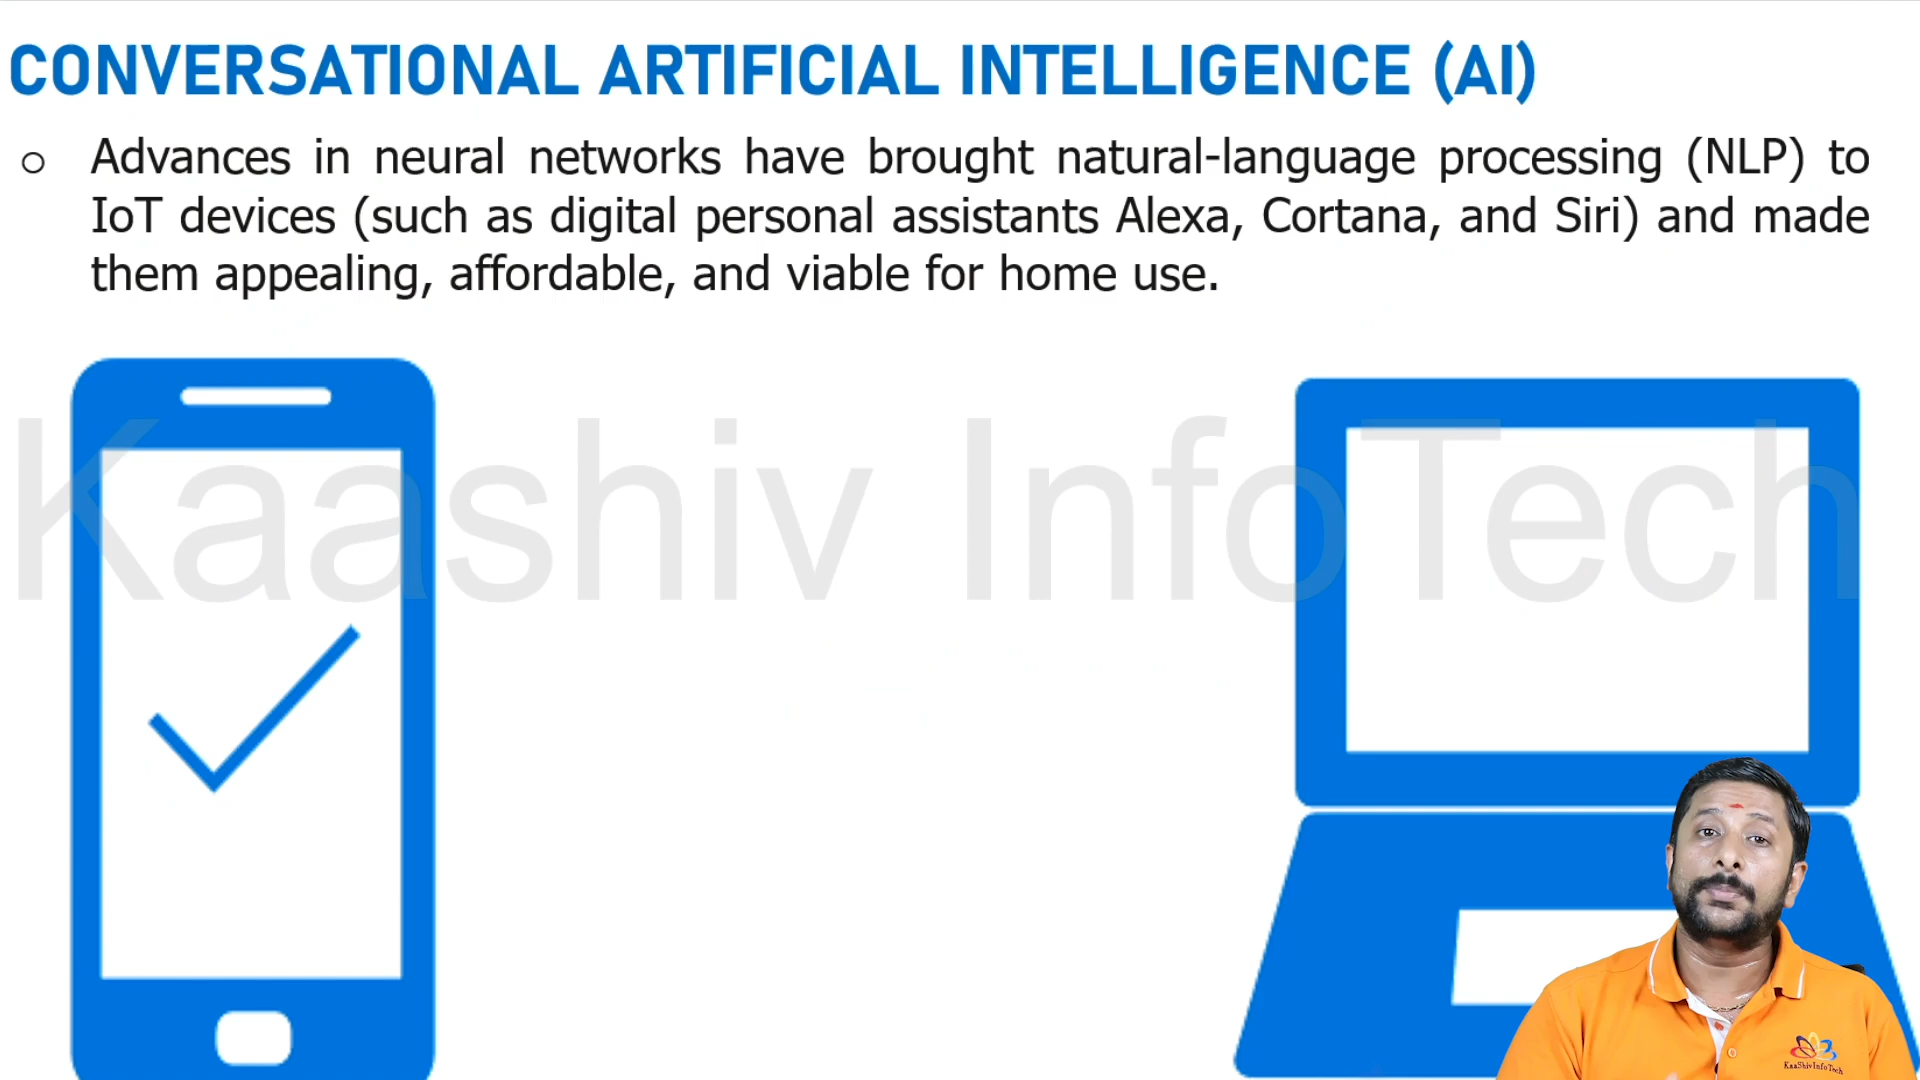 CONVERSATIONAL ARTIFICIAL INTELLIGENCE (AI)
○ Advances in neural networks have brought natural-language processing (NLP) to
IoT devices (such as digital personal assistants Alexa, Cortana, and Siri) and made
them appealing, affordable, and viable for home use.
Kaashiv InfoTech
KaaShivInfoTech